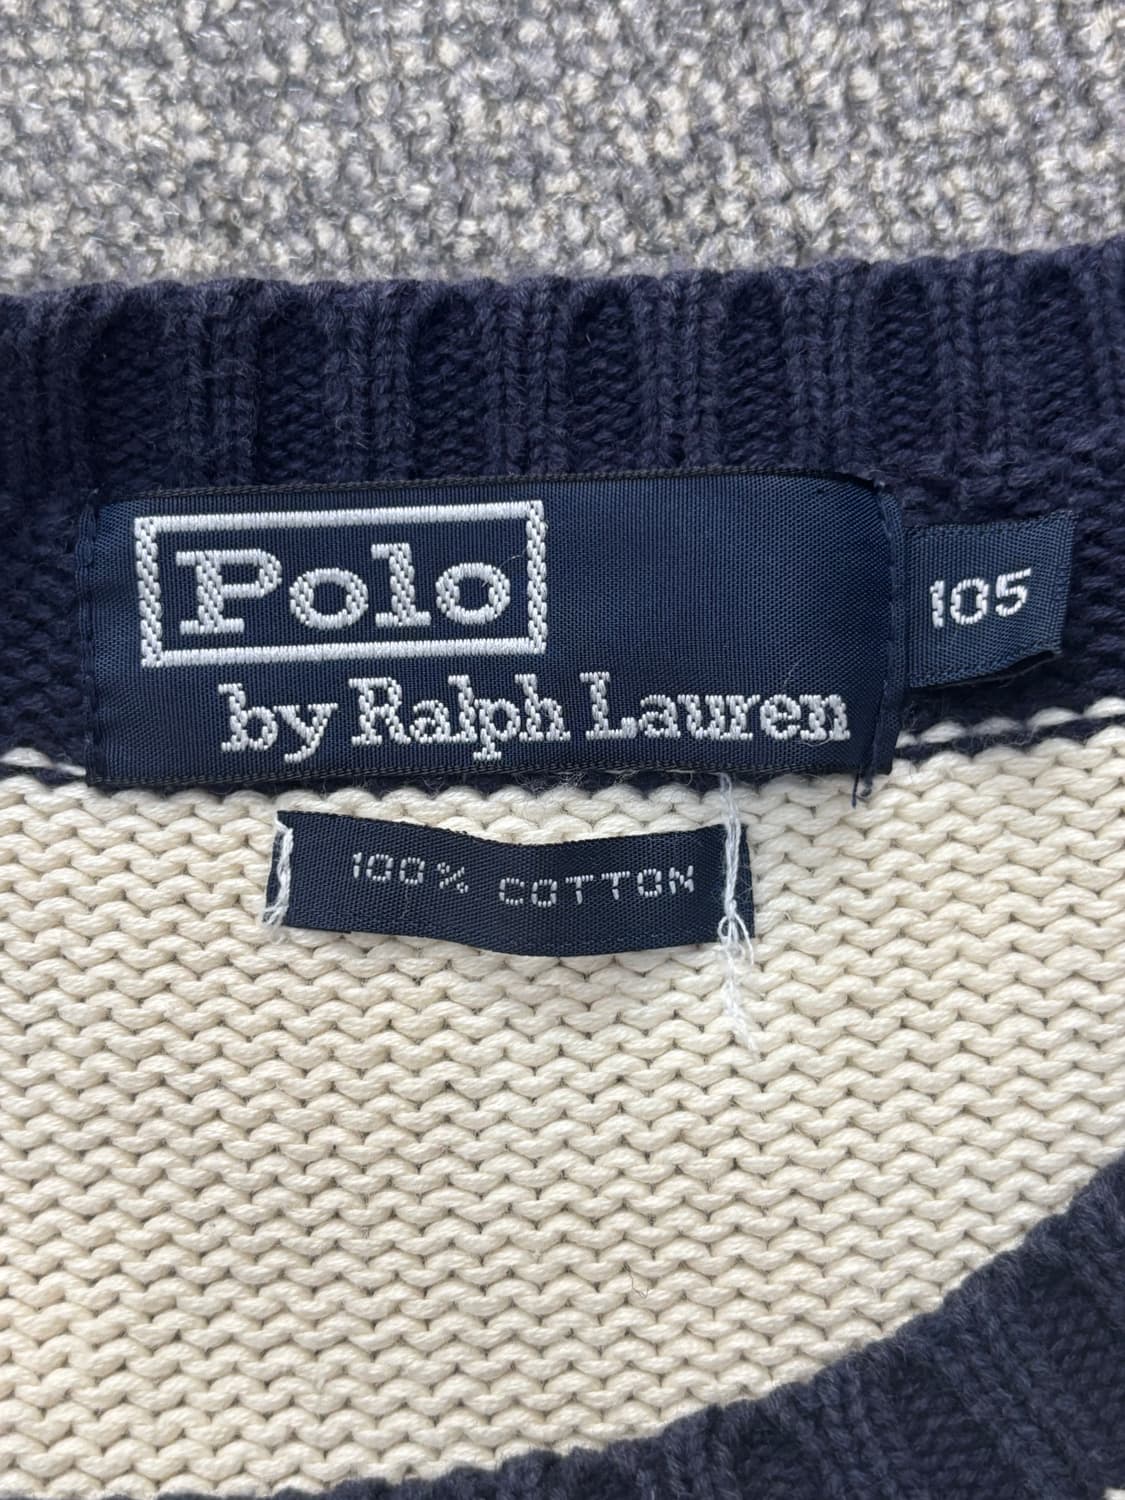 Polo
by Ralph Lauren
105
100% COTTON